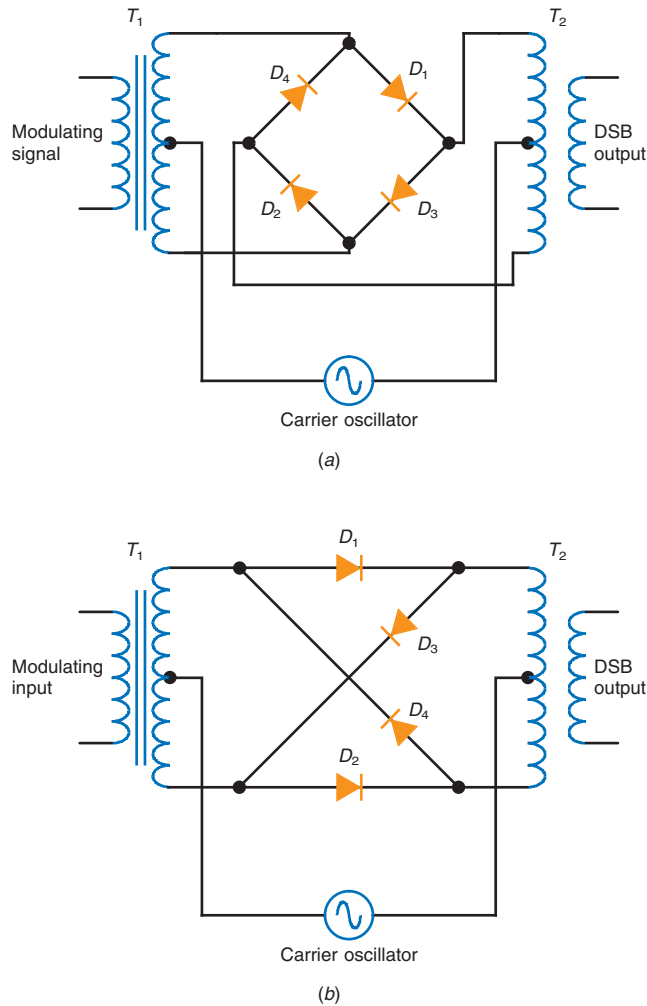 T1
T2
D4
D1
Modulating
signal
DSB
output
D2
D3
Carrier oscillator
(a)
D1
T1
T2
Modulating
input
D3
DSB
output
D4
D2
Carrier oscillator
(b)